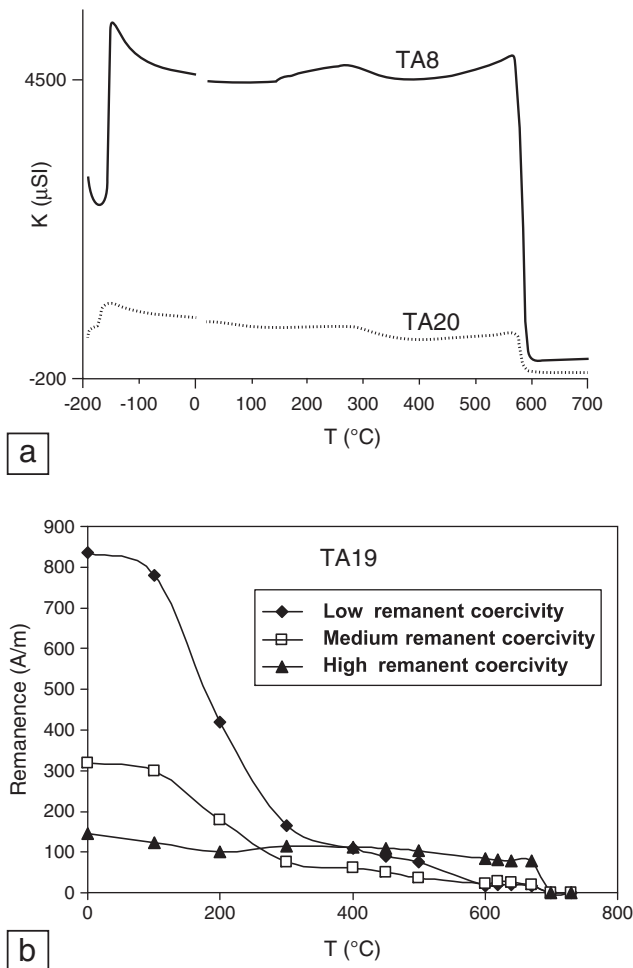 TA8
4500
K (µSI)
TA20
-200
-200 -100 0 100 200 300 400 500 600 700
T (°C)
a
900
TA19
800
Low remanent coercivity
700
Medium remanent coercivity
600
High remanent coercivity
500
Remanence (A/m)
400
300
200
100
0
0 200 400 600 800
T (°C)
b